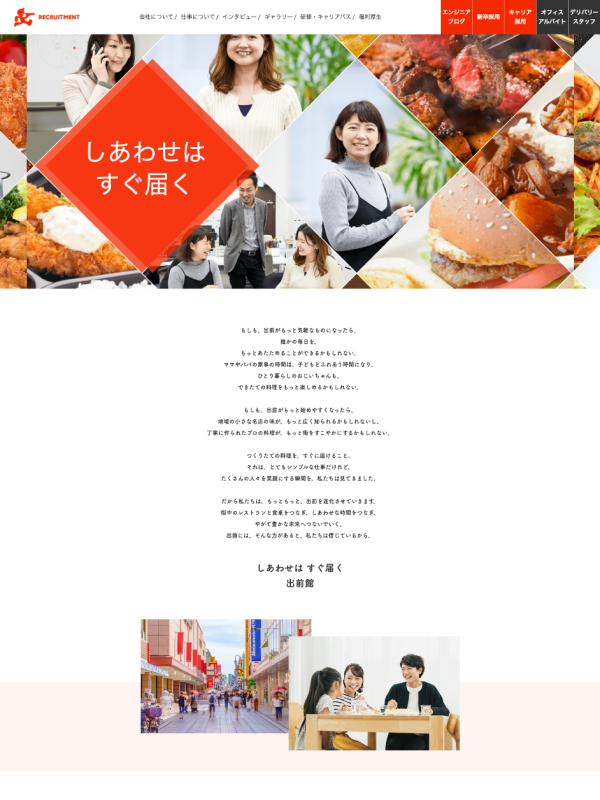 RECRUITMENT
会社について / 仕事について / インタビュー / ギャラリー / 研修・キャリアパス / 福利厚生
エンジニア
ブログ
新卒採用
キャリア
採用
オフィス
アルバイト
デリバリー
スタッフ
しあわせは
すぐ届く
もしも、出前がもっと気軽なものになったら、
誰かの毎日を、
もっとあたためることができるかもしれない。
ママやパパの家事の時間は、子どもとふれあう時間になり、
ひとり暮らしのおじいちゃんも、
できたての料理をもっと楽しめるかもしれない。
もしも、出前がもっと始めやすくなったら、
地域の小さな名店の味が、もっと広く知られるかもしれないし、
丁寧に作られたプロの料理が、もっと街をすこやかにするかもしれない。
つくりたての料理を、すぐに届けること。
それは、とてもシンプルな仕事だけれど、
たくさんの人々を笑顔にする瞬間を、私たちは見てきました。
だから私たちは、もっともっと、出前を進化させていきます。
街中のレストランと食卓をつなぎ、しあわせな時間をつなぎ、
やがて豊かな未来へつないでいく。
出前には、そんな力があると、私たちは信じているから。
しあわせは すぐ届く
出前館